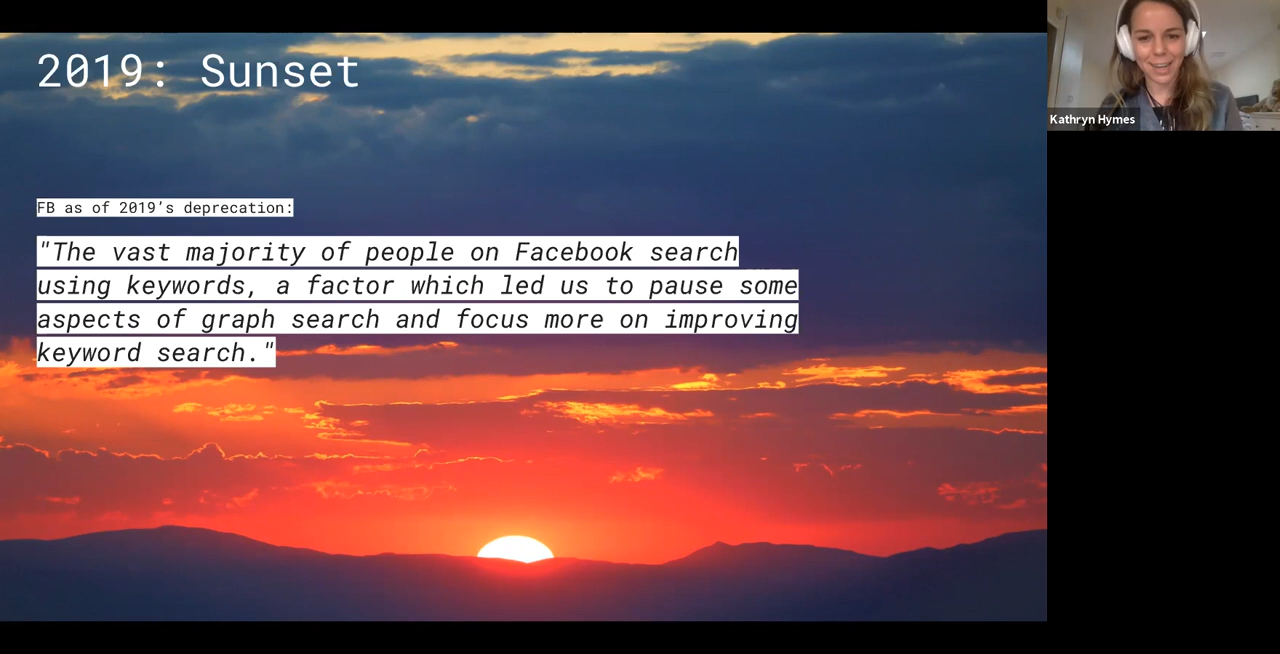 2019: Sunset
FB as of 2019’s deprecation:
"The vast majority of people on Facebook search
using keywords, a factor which led us to pause some
aspects of graph search and focus more on improving
keyword search."
Kathryn Hymes